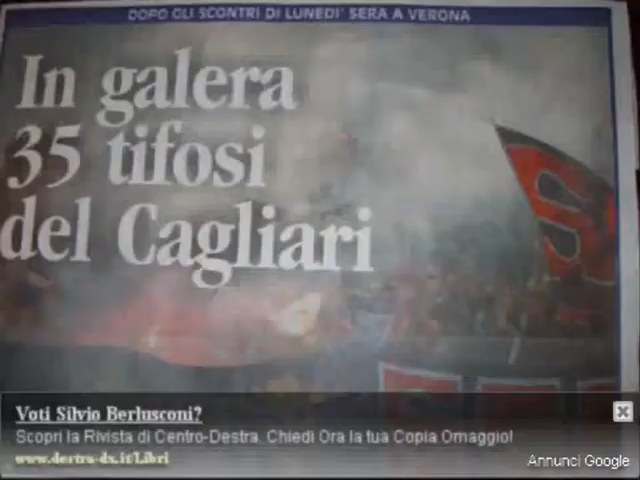 DOPO GLI SCONTRI DI LUNEDI' SERA A VERONA
In galera
35 tifosi
del Cagliari
Voti Silvio Berlusconi?
Scopri la Rivista di Centro-Destra. Chiedi Ora la tua Copia Omaggio!
www.destra-dx.it/Libri
Annunci Google